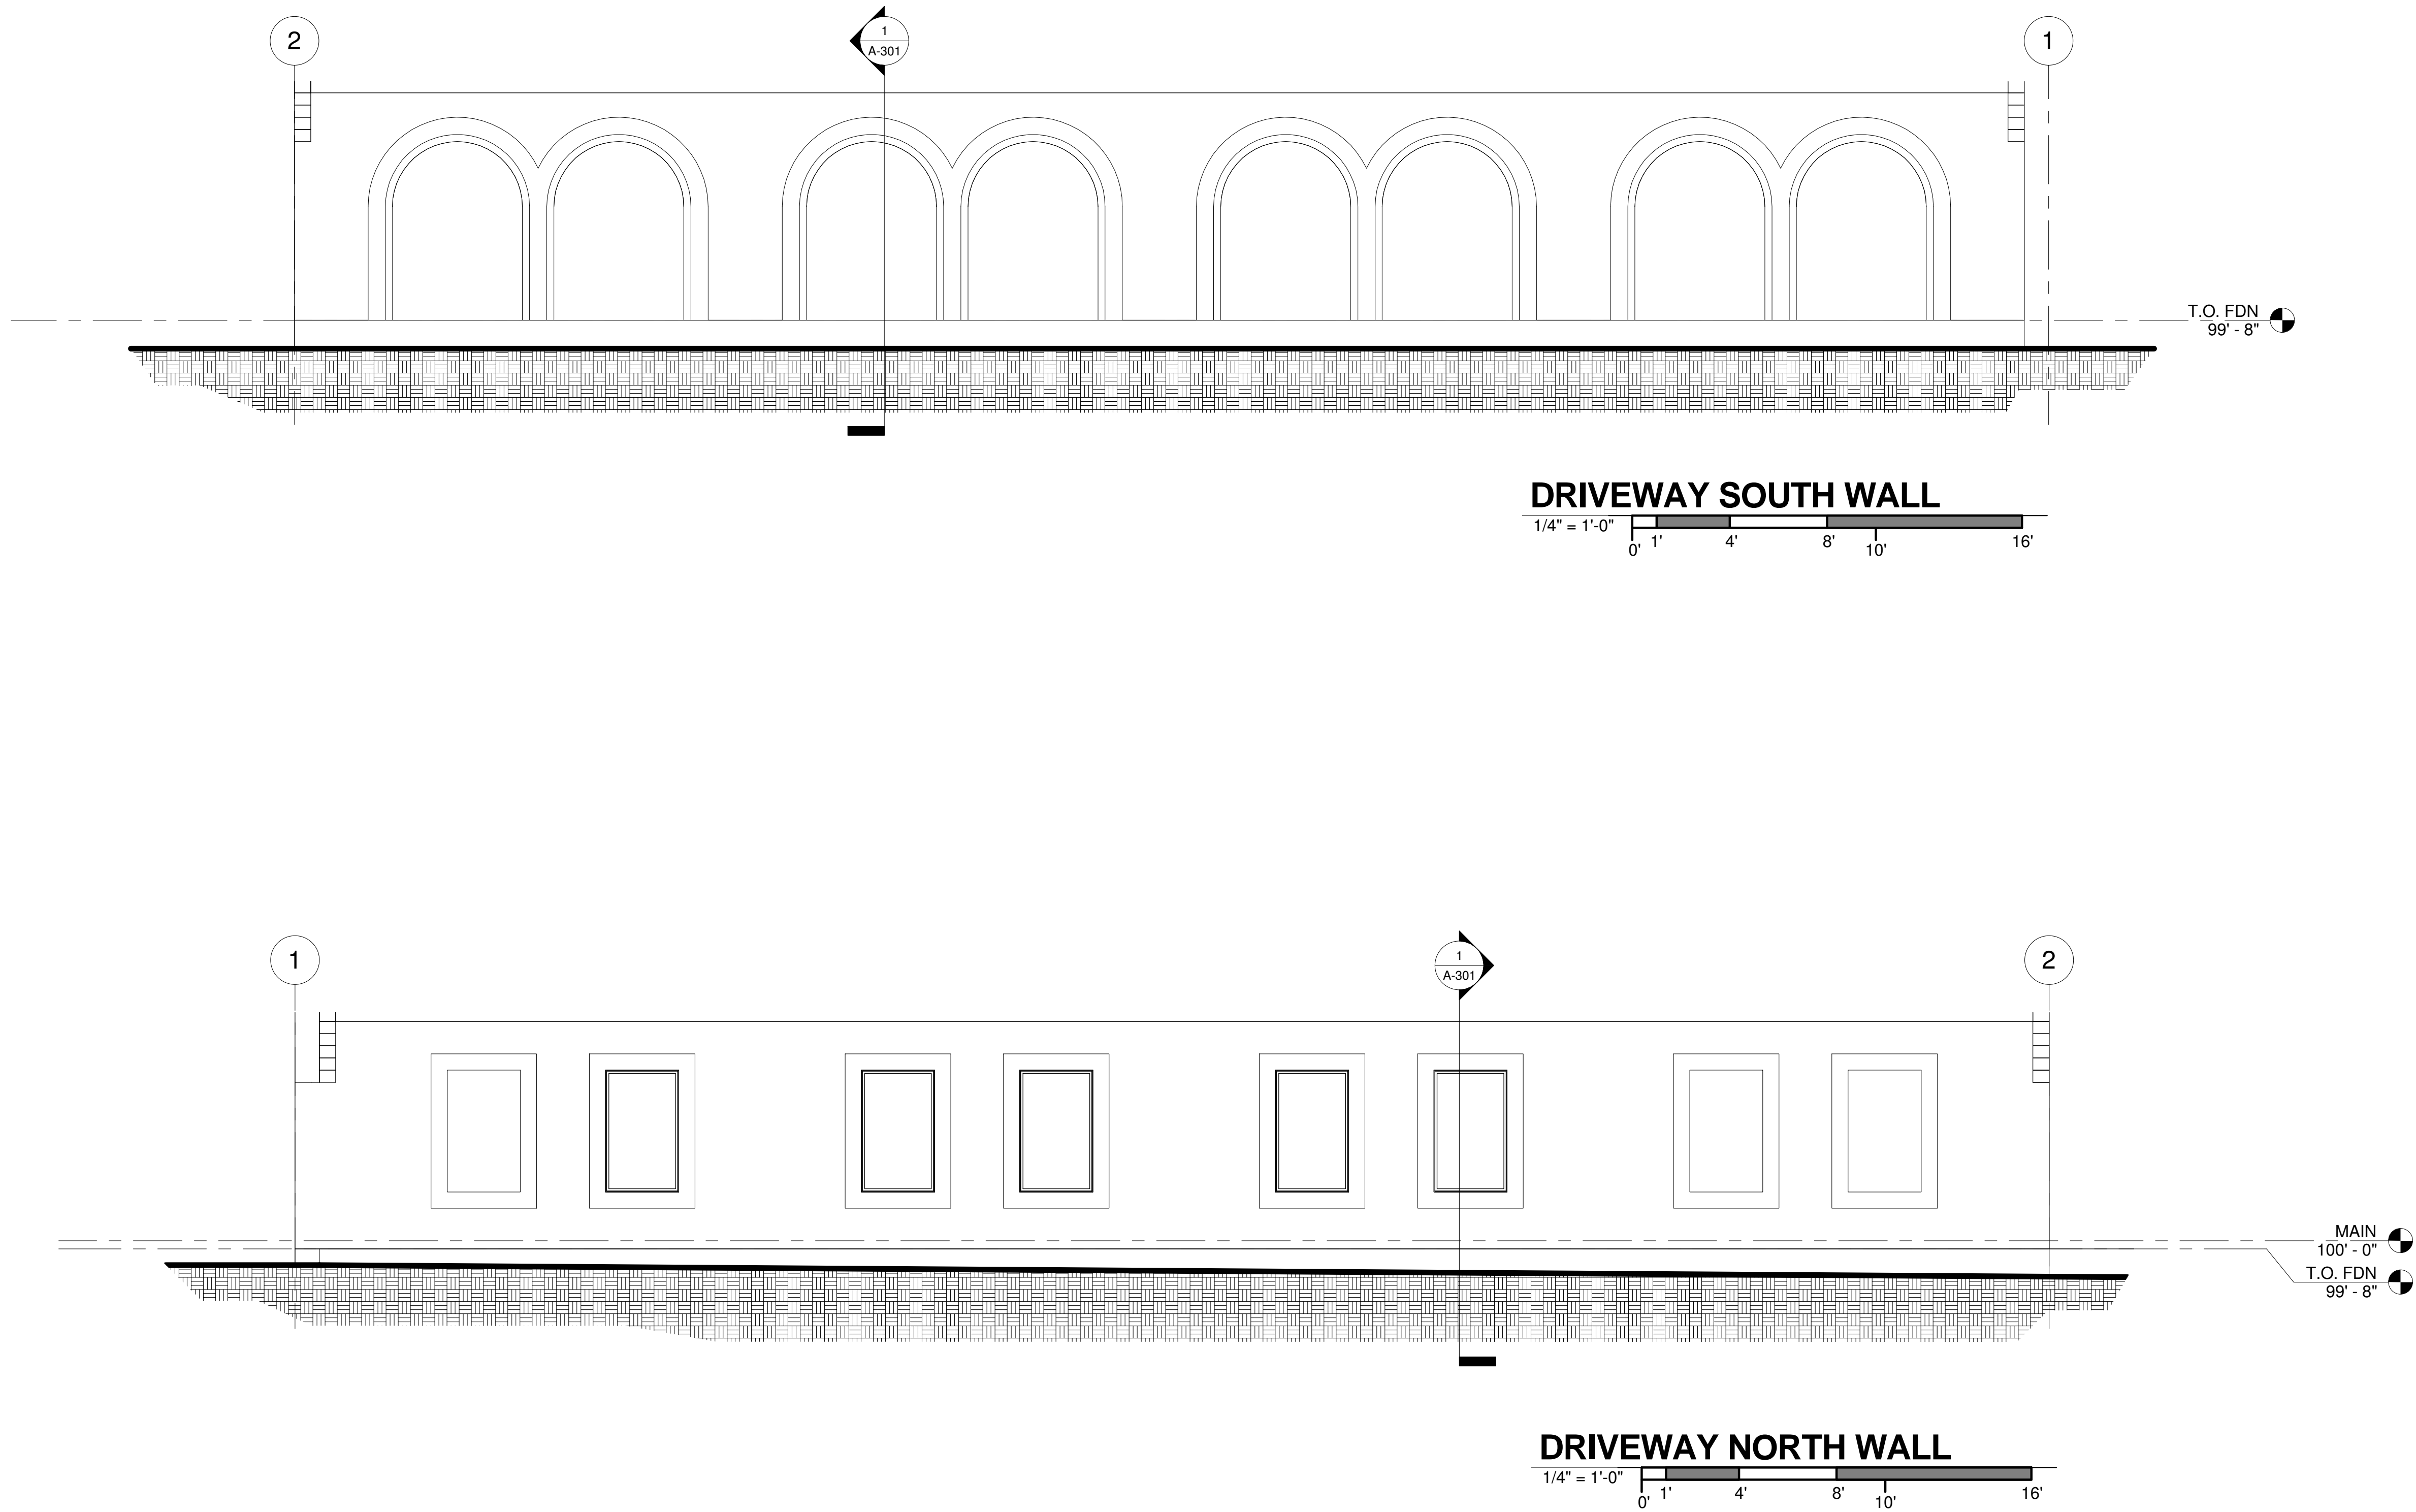 2
1
A-301
1
T.O. FDN
99' - 8"
DRIVEWAY SOUTH WALL
1/4" = 1'-0"
0' 1' 4' 8' 10' 16'
1
1
A-301
2
MAIN
100' - 0"
T.O. FDN
99' - 8"
DRIVEWAY NORTH WALL
1/4" = 1'-0"
0' 1' 4' 8' 10' 16'